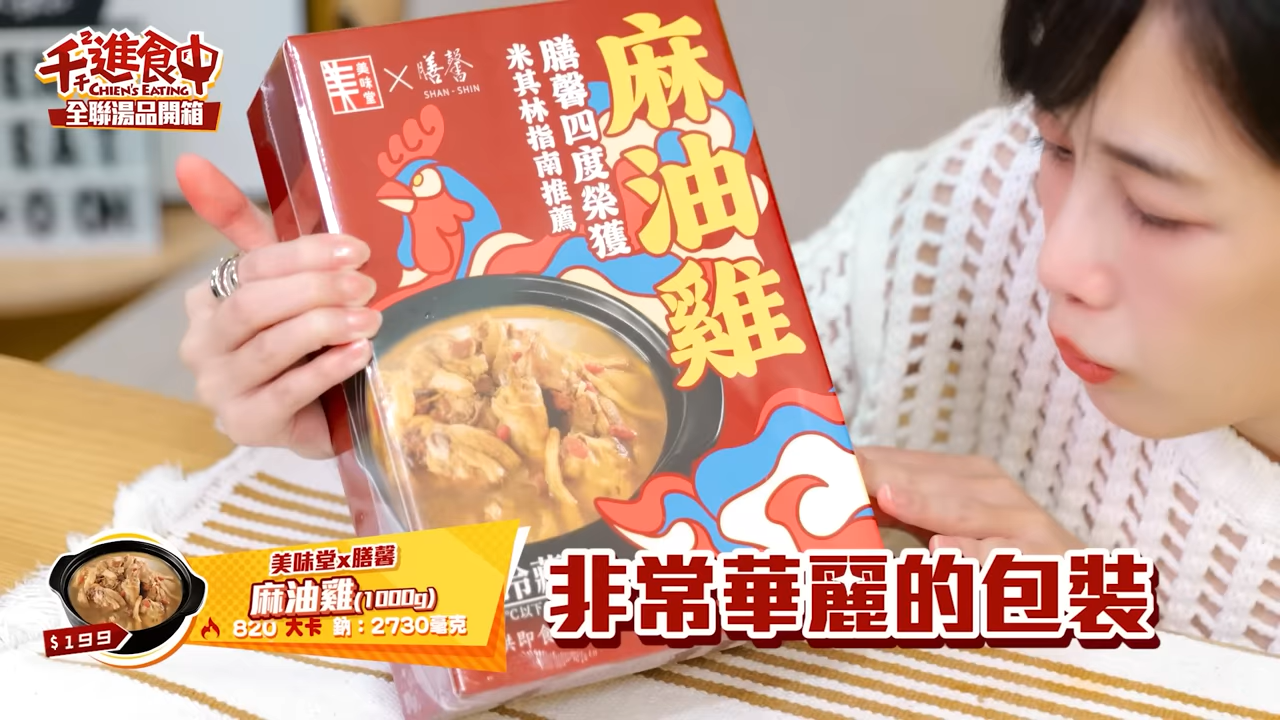 千千進食中
CHIEN'S EATING
全聯湯品開箱
美味堂
膳馨
SHAN-SHIN
麻油雞
膳馨四度榮獲
米其林指南推薦
美味堂x膳馨
麻油雞(1000g)
820 大卡 鈉：2730毫克
$199
非常華麗的包裝